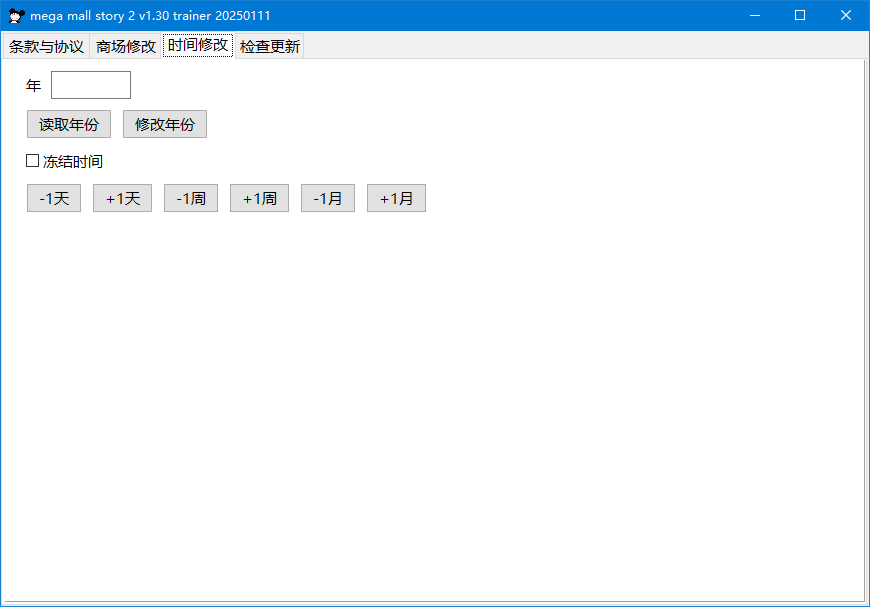 mega mall story 2 v1.30 trainer 20250111
条款与协议 商场修改 时间修改 检查更新
年
读取年份 修改年份
冻结时间
-1天 +1天 -1周 +1周 -1月 +1月